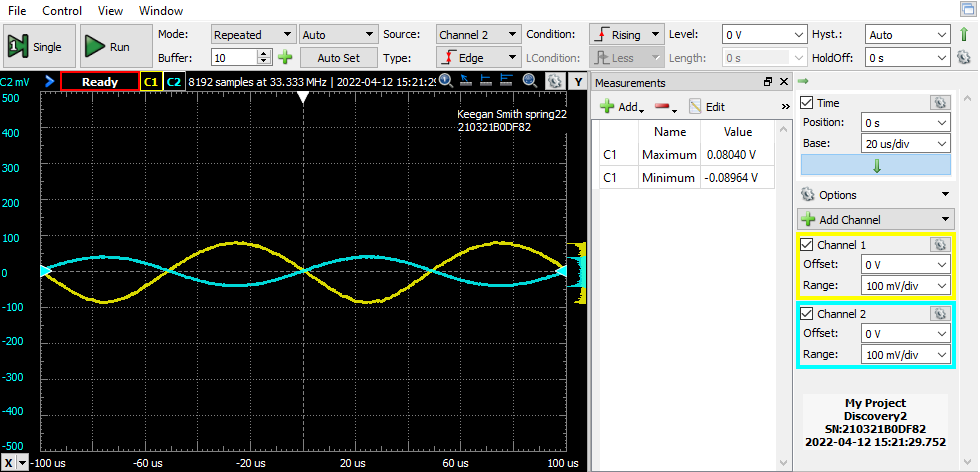 File Control View Window
Single Run Mode: Repeated Auto Source: Channel 2 Condition: Rising Level: 0 V Hyst.: Auto
Buffer: 10 Auto Set Type: Edge LCondition: Less Length: 0 s HoldOff: 0 s
C2 mV Ready C1 C2 8192 samples at 33.333 MHz | 2022-04-12 15:21:29 Y
Keegan Smith spring22
210321B0DF82
500
400
300
200
100
0
-100
-200
-300
-400
-500
X -100 us -60 us -20 us 20 us 60 us 100 us
Measurements
Add Edit »
Name Value
C1 Maximum 0.08040 V
C1 Minimum -0.08964 V
Time
Position: 0 s
Base: 20 us/div
Options
Add Channel
Channel 1
Offset: 0 V
Range: 100 mV/div
Channel 2
Offset: 0 V
Range: 100 mV/div
My Project
Discovery2
SN:210321B0DF82
2022-04-12 15:21:29.752